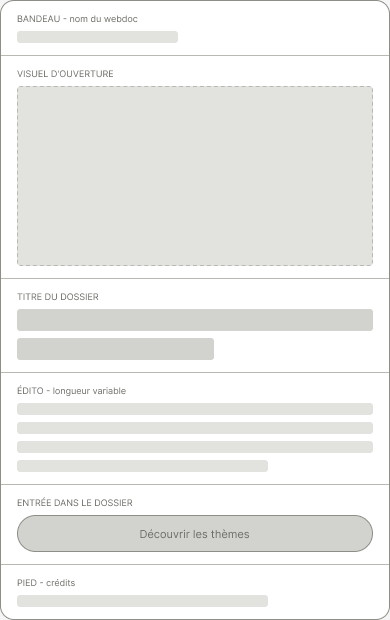 BANDEAU - nom du webdoc
VISUEL D'OUVERTURE
TITRE DU DOSSIER
ÉDITO - longueur variable
ENTRÉE DANS LE DOSSIER
Découvrir les thèmes
PIED - crédits